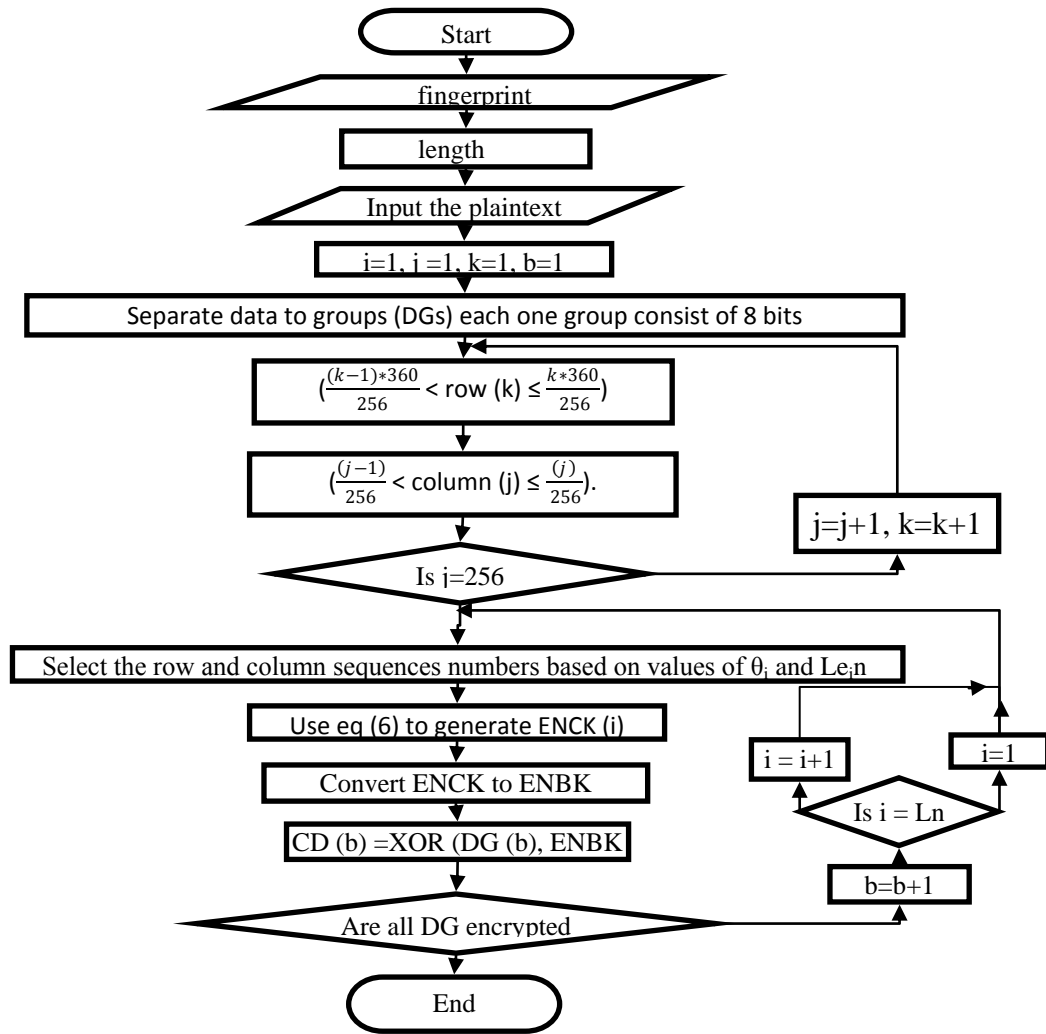 Start
fingerprint
length
Input the plaintext
i=1, j =1, k=1, b=1
Separate data to groups (DGs) each one group consist of 8 bits
((k−1)*360/256 < row (k) ≤ k*360/256)
((j−1)/256 < column (j) ≤ (j)/256).
j=j+1, k=k+1
Is j=256
Select the row and column sequences numbers based on values of θᵢ and Leᵢn
Use eq (6) to generate ENCK (i)
i = i+1
i=1
Convert ENCK to ENBK
Is i = Ln
CD (b) =XOR (DG (b), ENBK
b=b+1
Are all DG encrypted
End